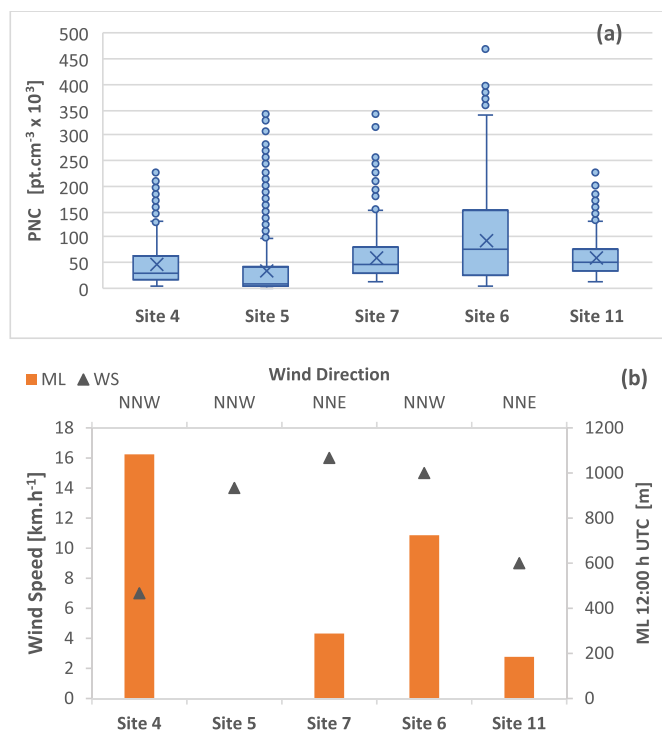 (a)
500
450
400
350
300
250
200
150
100
50
0
PNC [pt.cm⁻³ x 10³]
Site 4 Site 5 Site 7 Site 6 Site 11
ML WS Wind Direction (b)
NNW NNW NNE NNW NNE
18 1200
16
14 1000
12 800
10
8 600
6 400
4
2 200
0 0
Wind Speed [km.h⁻¹]
ML 12:00 h UTC [m]
Site 4 Site 5 Site 7 Site 6 Site 11